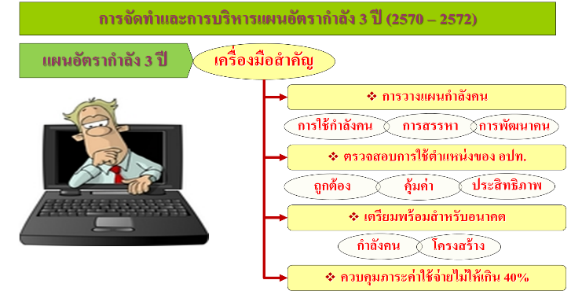 การจัดทำและการบริหารแผนอัตรากำลัง 3 ปี (2570 – 2572)
แผนอัตรากำลัง 3 ปี
เครื่องมือสำคัญ
❖ การวางแผนกำลังคน
การใช้กำลังคน การสรรหา การพัฒนาคน
❖ ตรวจสอบการใช้ตำแหน่งของ อปท.
ถูกต้อง คุ้มค่า ประสิทธิภาพ
❖ เตรียมพร้อมสำหรับอนาคต
กำลังคน โครงสร้าง
❖ ควบคุมภาระค่าใช้จ่ายไม่ให้เกิน 40%